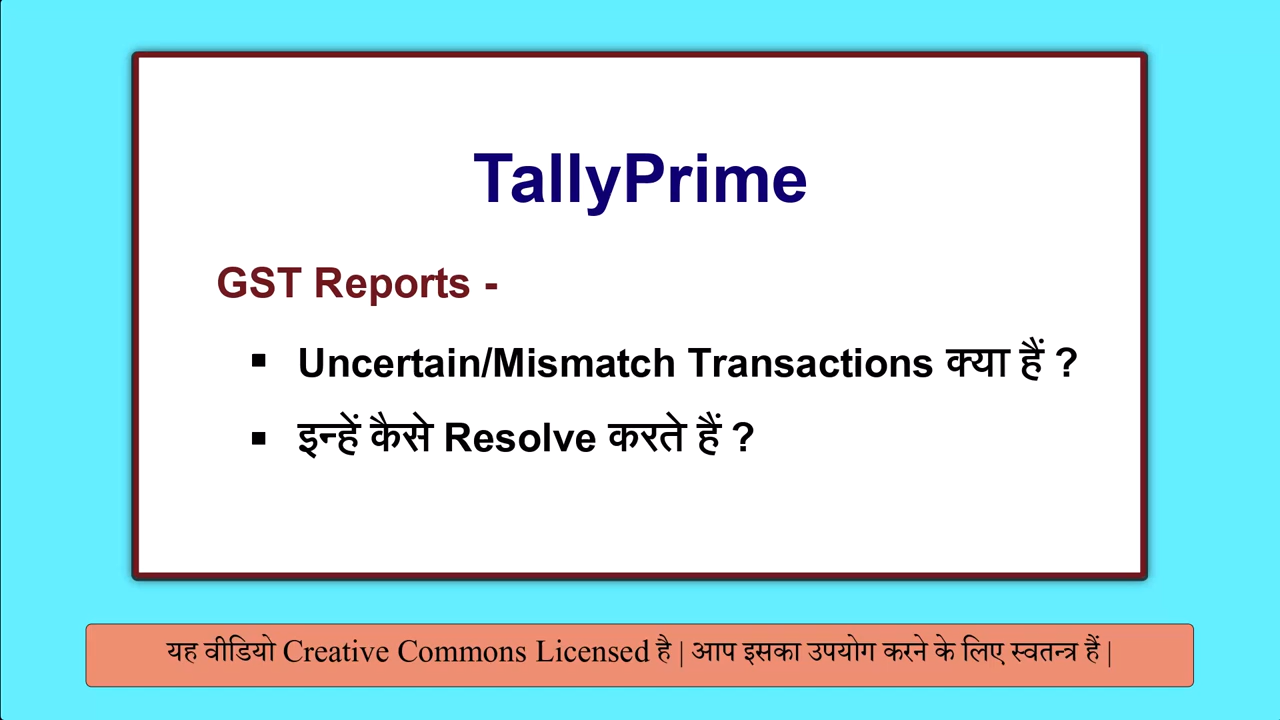 TallyPrime
GST Reports -
▪ Uncertain/Mismatch Transactions क्या हैं ?
▪ इन्हें कैसे Resolve करते हैं ?
यह वीडियो Creative Commons Licensed है | आप इसका उपयोग करने के लिए स्वतन्त्र हैं |